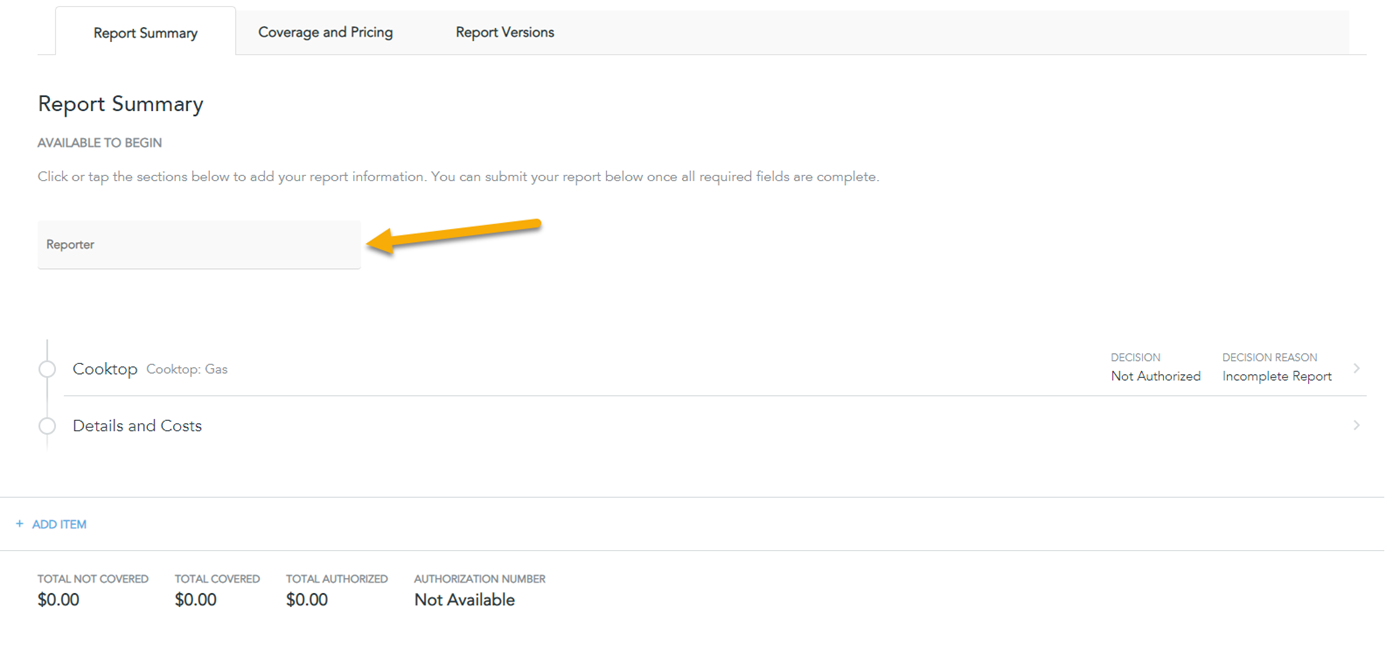 Report Summary Coverage and Pricing Report Versions
Report Summary
AVAILABLE TO BEGIN
Click or tap the sections below to add your report information. You can submit your report below once all required fields are complete.
Reporter
Cooktop Cooktop: Gas
DECISION DECISION REASON
Not Authorized Incomplete Report
Details and Costs
+ ADD ITEM
TOTAL NOT COVERED TOTAL COVERED TOTAL AUTHORIZED AUTHORIZATION NUMBER
$0.00 $0.00 $0.00 Not Available